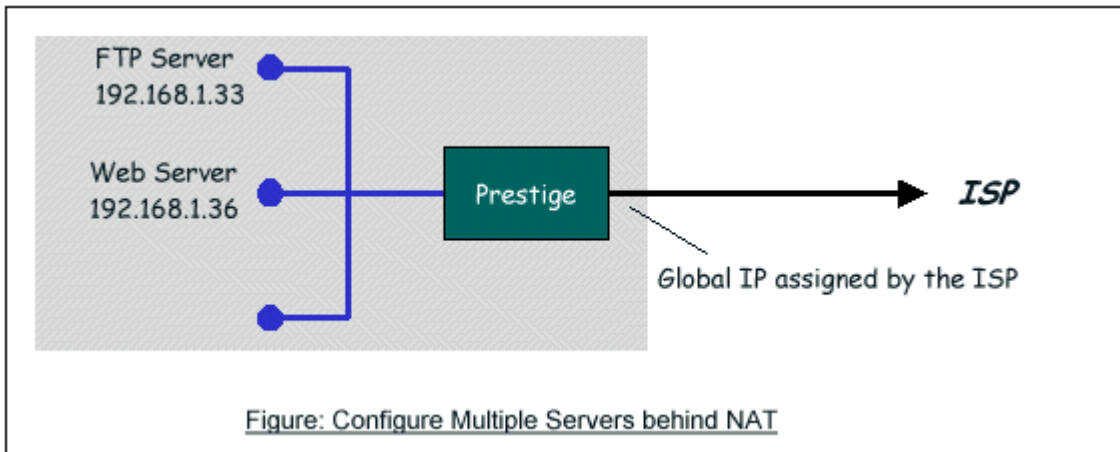 FTP Server
192.168.1.33
Web Server
192.168.1.36
Prestige
ISP
Global IP assigned by the ISP
Figure: Configure Multiple Servers behind NAT